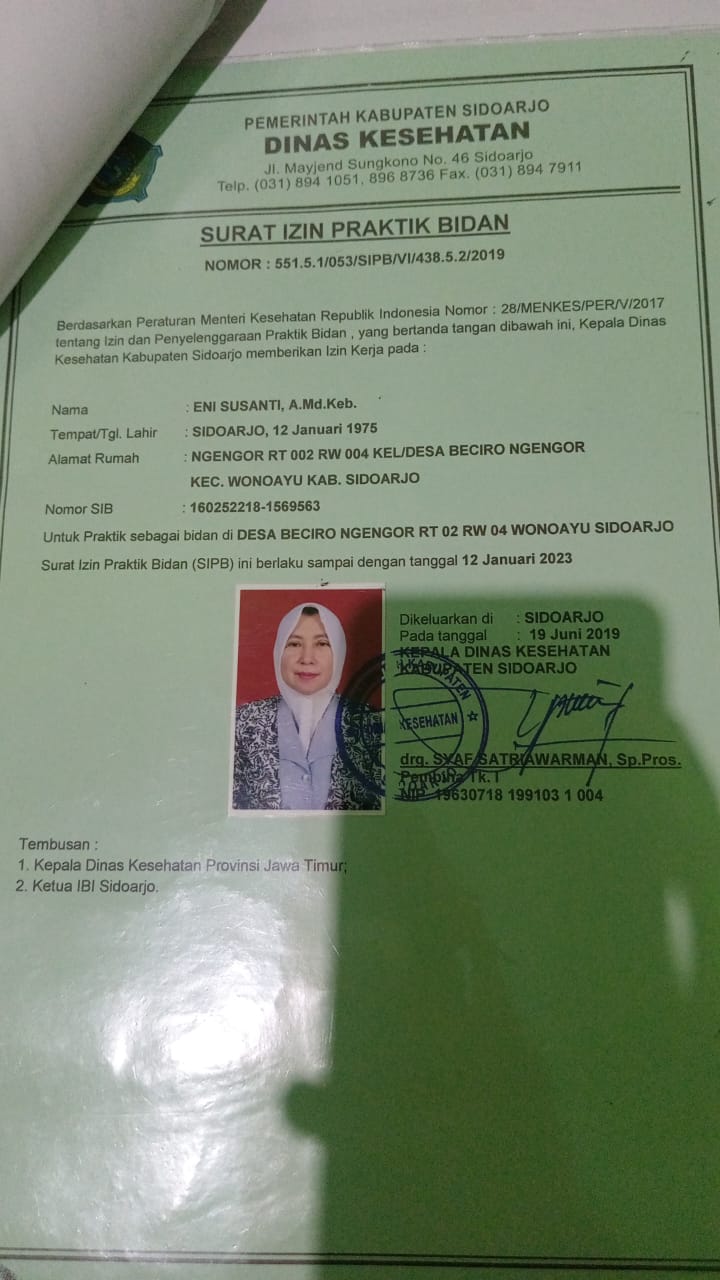 PEMERINTAH KABUPATEN SIDOARJO
DINAS KESEHATAN
Jl. Mayjend Sungkono No. 46 Sidoarjo
Telp. (031) 894 1051, 896 8736 Fax. (031) 894 7911
SURAT IZIN PRAKTIK BIDAN
NOMOR : 551.5.1/053/SIPB/VI/438.5.2/2019
Berdasarkan Peraturan Menteri Kesehatan Republik Indonesia Nomor : 28/MENKES/PER/V/2017
tentang Izin dan Penyelenggaraan Praktik Bidan , yang bertanda tangan dibawah ini, Kepala Dinas
Kesehatan Kabupaten Sidoarjo memberikan Izin Kerja pada :
Nama : ENI SUSANTI, A.Md.Keb.
Tempat/Tgl. Lahir : SIDOARJO, 12 Januari 1975
Alamat Rumah : NGENGOR RT 002 RW 004 KEL/DESA BECIRO NGENGOR
KEC. WONOAYU KAB. SIDOARJO
Nomor SIB : 160252218-1569563
Untuk Praktik sebagai bidan di DESA BECIRO NGENGOR RT 02 RW 04 WONOAYU SIDOARJO
Surat Izin Praktik Bidan (SIPB) ini berlaku sampai dengan tanggal 12 Januari 2023
Dikeluarkan di : SIDOARJO
Pada tanggal : 19 Juni 2019
KEPALA DINAS KESEHATAN
KABUPATEN SIDOARJO
KABUPATEN
KESEHATAN
drg. SYAF SATRIAWARMAN, Sp.Pros.
Pembina Tk. I
NIP. 19630718 199103 1 004
Tembusan :
1. Kepala Dinas Kesehatan Provinsi Jawa Timur;
2. Ketua IBI Sidoarjo.